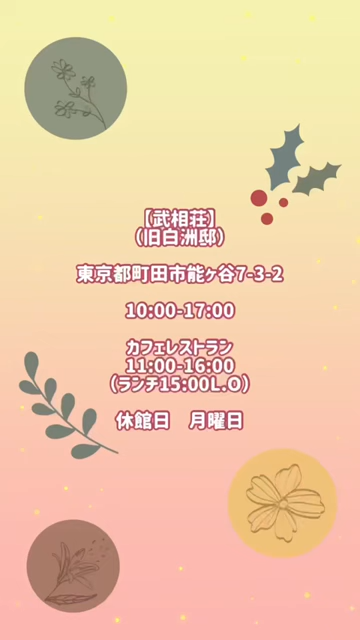 【武相荘】
（旧白洲邸）
東京都町田市能ヶ谷7-3-2
10:00-17:00
カフェレストラン
11:00-16:00
（ランチ15:00L.O）
休館日　月曜日